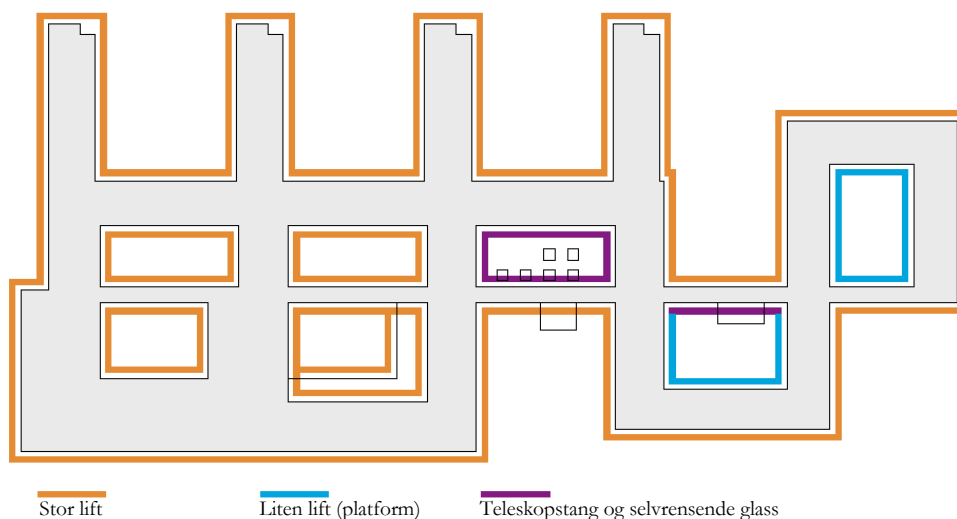 Stor lift
Liten lift (platform)
Teleskopstang og selvrensende glass